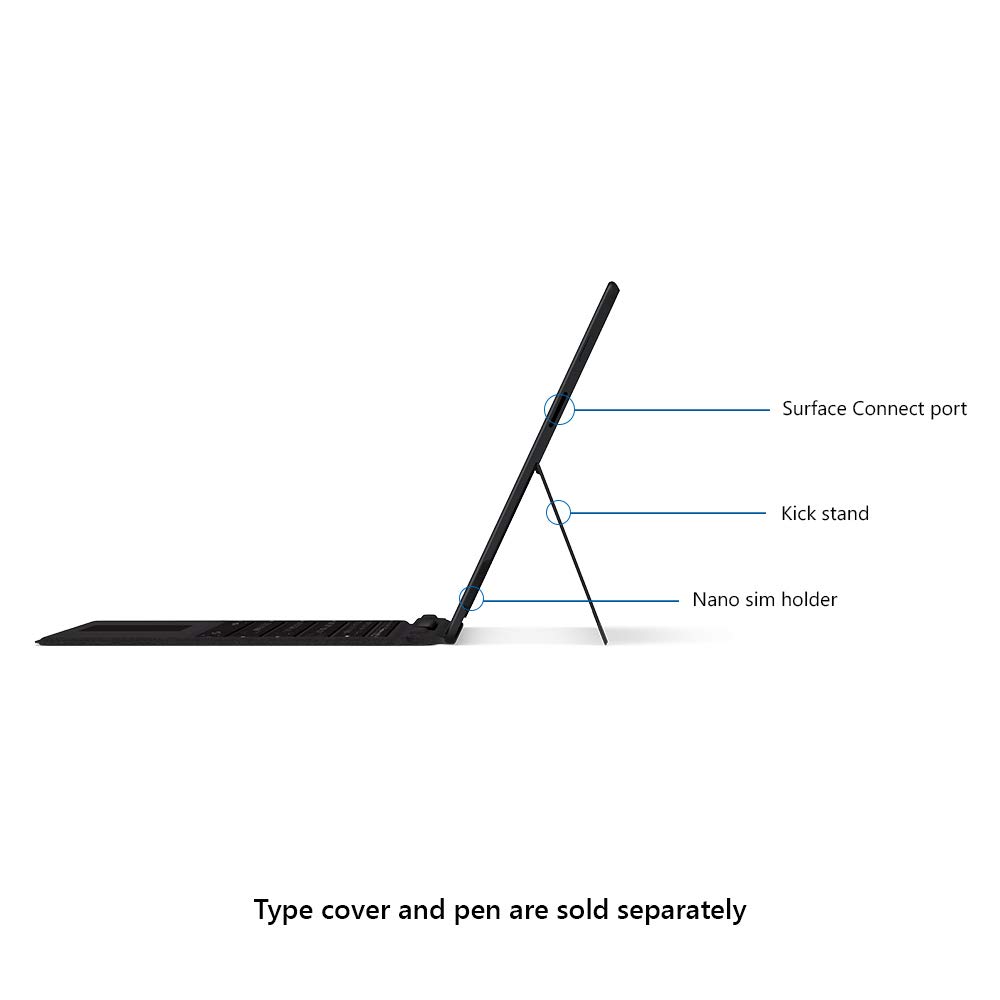 Surface Connect port
Kick stand
Nano sim holder
Type cover and pen are sold separately